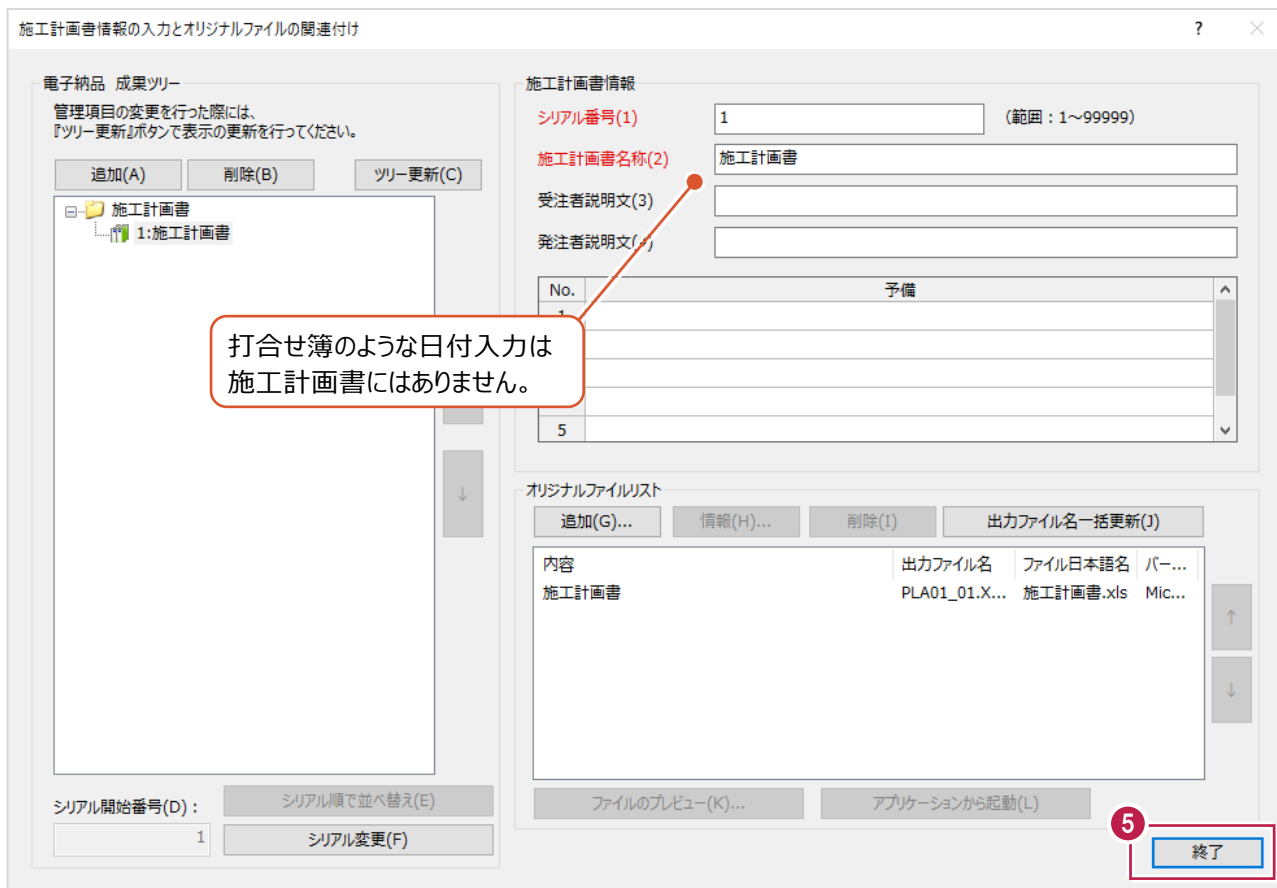 施工計画書情報の入力とオリジナルファイルの関連付け
?
電子納品 成果ツリー
管理項目の変更を行った際には、
『ツリー更新』ボタンで表示の更新を行ってください。
追加(A)
削除(B)
ツリー更新(C)
施工計画書
1:施工計画書
↓
シリアル開始番号(D):
1
シリアル順で並べ替え(E)
シリアル変更(F)
施工計画書情報
シリアル番号(1)
1
(範囲:1~99999)
施工計画書名称(2)
施工計画書
受注者説明文(3)
発注者説明文(4)
No.
予備
1
5
打合せ簿のような日付入力は
施工計画書にはありません。
オリジナルファイルリスト
追加(G)...
情報(H)...
削除(I)
出力ファイル名一括更新(J)
内容 出力ファイル名 ファイル日本語名 バー...
施工計画書 PLA01_01.X... 施工計画書.xls Mic...
↑
↓
ファイルのプレビュー(K)...
アプリケーションから起動(L)
5
終了